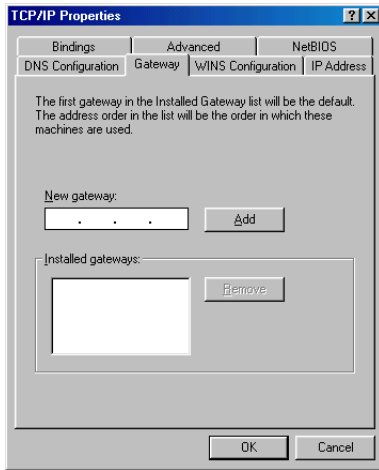 TCP/IP Properties
Bindings Advanced NetBIOS
DNS Configuration Gateway WINS Configuration IP Address
The first gateway in the Installed Gateway list will be the default.
The address order in the list will be the order in which these
machines are used.
New gateway:
. . .
Add
Installed gateways:
Remove
OK Cancel